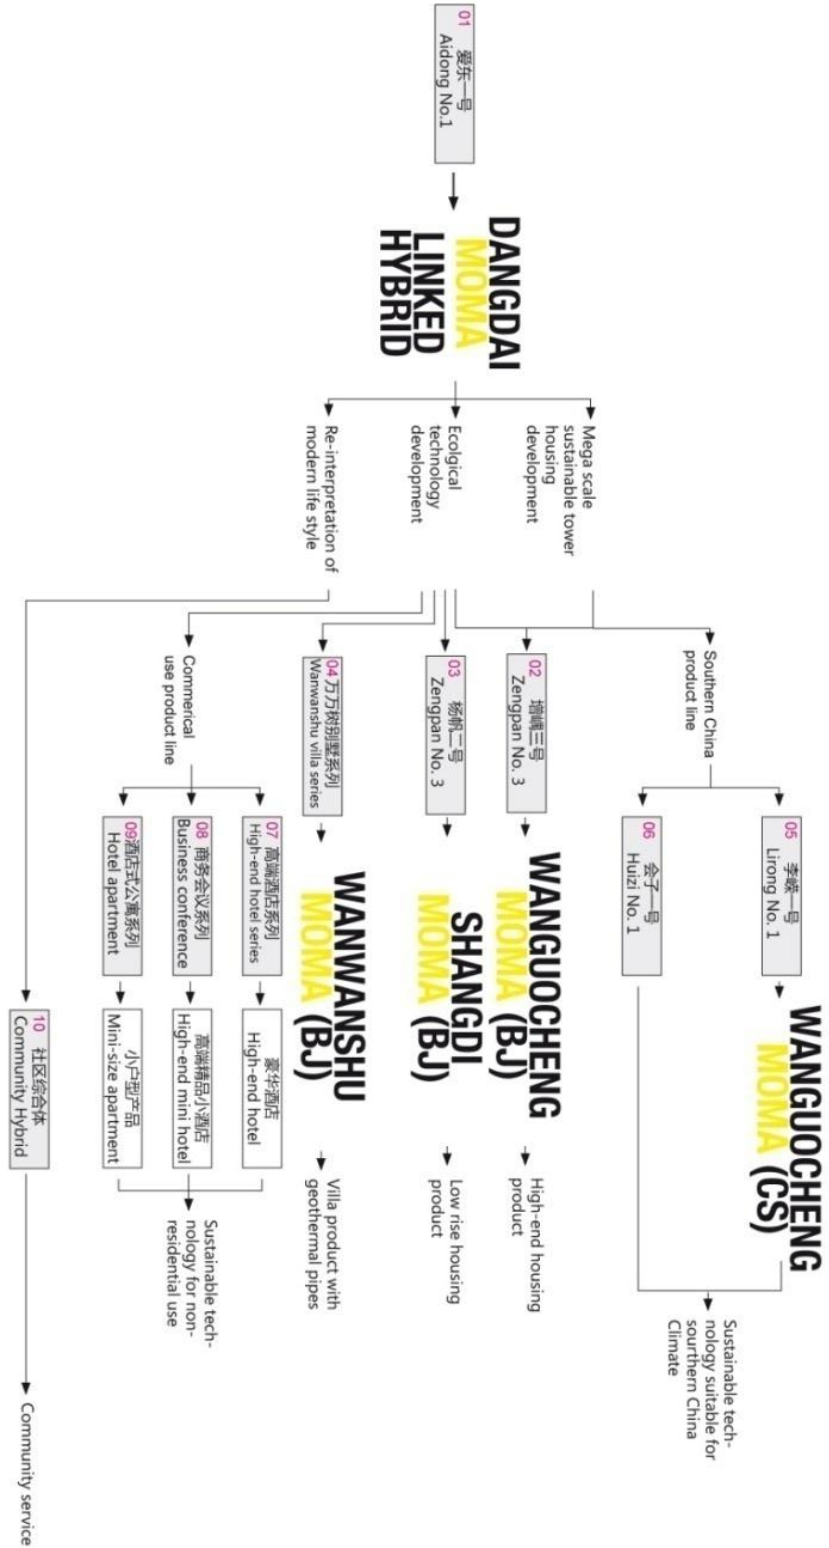 01 爱东一号
Aidong No.1
DANGDAI
MOMA
LINKED
HYBRID
Mega scale
sustainable tower
housing
development
Ecolgical
technology
development
Re-interpretation of
modern life style
Southern China
product line
05 李嵘一号
Lirong No. 1
WANGUOCHENG
MOMA (CS)
06 会子一号
Huizi No. 1
Sustainable tech-
nology suitable for
sourthern China
Climate
02 增嵎三号
Zengpan No. 3
WANGUOCHENG
MOMA (BJ)
High-end housing
product
03 杨帆二号
Zengpan No. 3
SHANGDI
MOMA (BJ)
Low rise housing
product
04 万万树别墅系列
Wanwanshu villa series
WANWANSHU
MOMA (BJ)
Villa product with
geothermal pipes
Commerical
use product line
07 高端酒店系列
High-end hotel series
豪华酒店
High-end hotel
08 商务会议系列
Business conference
高端精品小酒店
High-end mini hotel
09 酒店式公寓系列
Hotel apartment
小户型产品
Mini-size apartment
Sustainable tech-
nology for non-
residential use
10 社区综合体
Community Hybrid
Community service